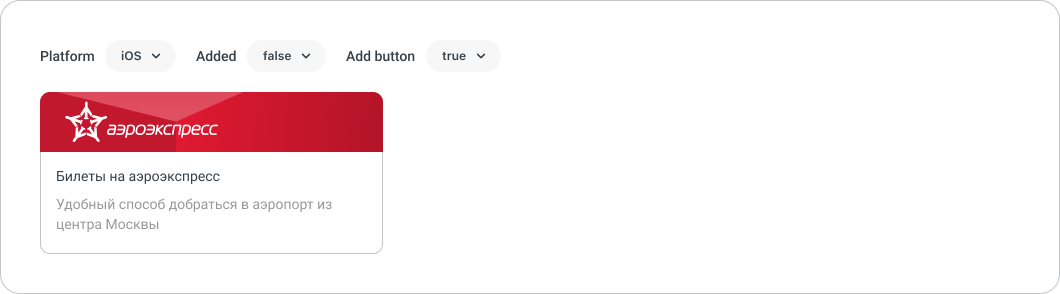 Platform iOS Added false Add button true
аэроэкспресс
Билеты на аэроэкспресс
Удобный способ добраться в аэропорт из
центра Москвы